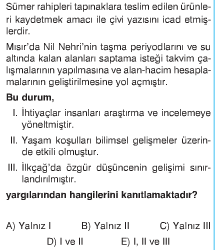 Sümer rahipleri tapınaklara teslim edilen ürünle-
ri kaydetmek amacı ile çivi yazısını icad etmiş-
lerdir.
Mısır'da Nil Nehri'nin taşma periyodlarını ve su
altında kalan alanları saptama isteği takvim ça-
lışmalarının yapılmasına ve alan-hacim hesapla-
malarının geliştirilmesine yol açmıştır.
Bu durum,
I. İhtiyaçlar insanları araştırma ve incelemeye
yöneltmiştir.
II. Yaşam koşulları bilimsel gelişmeler üzerin-
de etkili olmuştur.
III. İlkçağ'da özgür düşüncenin gelişimi sınır-
landırılmıştır.
yargılarından hangilerini kanıtlamaktadır?
A) Yalnız I B) Yalnız II C) Yalnız III
D) I ve II E) I, II ve III